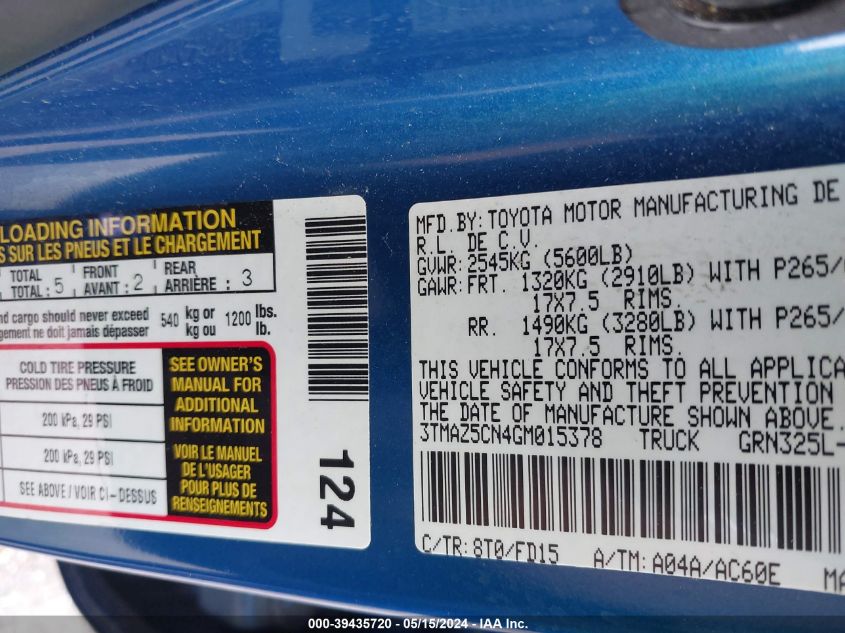 LOADING INFORMATION
S SUR LES PNEUS ET LE CHARGEMENT
TOTAL
TOTAL: 5
FRONT
AVANT: 2
REAR
ARRIÈRE: 3
nd cargo should never exceed 540 kg or 1200 lbs.
gement ne doit jamais dépasser kg ou lb.
COLD TIRE PRESSURE
PRESSION DES PNEUS À FROID
200 kPa, 29 PSI
200 kPa, 29 PSI
SEE ABOVE / VOIR CI-DESSUS
SEE OWNER'S
MANUAL FOR
ADDITIONAL
INFORMATION
VOIR LE MANUEL
DE L'USAGER
POUR PLUS DE
RENSEIGNEMENTS
124
MFD. BY: TOYOTA MOTOR MANUFACTURING DE
R.L. DE C.V.
GVWR: 2545KG (5600LB)
GAWR: FRT. 1320KG (2910LB) WITH P265/
17X7.5 RIMS.
RR. 1490KG (3280LB) WITH P265/
17X7.5 RIMS.
THIS VEHICLE CONFORMS TO ALL APPLICA
VEHICLE SAFETY AND THEFT PREVENTION
THE DATE OF MANUFACTURE SHOWN ABOVE.
3TMAZ5CN4GM015378 TRUCK GRN325L-
C/TR: 8T0/FD15 A/TM: A04A/AC60E MA
000-39435720 - 05/15/2024 - IAAI.COM